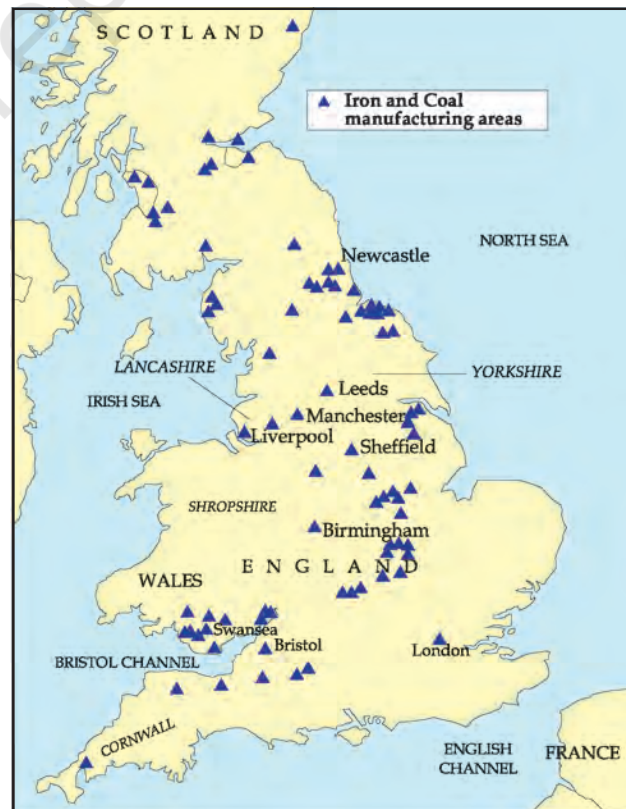 SCOTLAND
Iron and Coal
manufacturing areas
NORTH SEA
Newcastle
LANCASHIRE
YORKSHIRE
IRISH SEA
Leeds
Manchester
Liverpool
Sheffield
SHROPSHIRE
Birmingham
ENGLAND
WALES
Swansea
Bristol
London
BRISTOL CHANNEL
CORNWALL
ENGLISH
CHANNEL
FRANCE